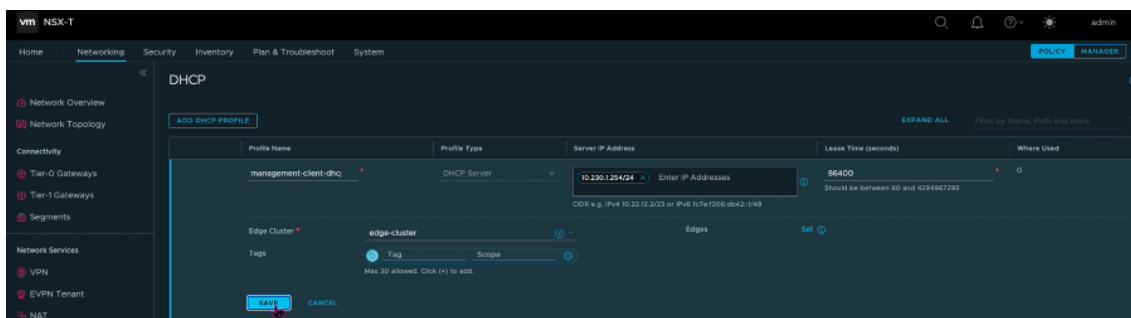 vm NSX-T admin
Home Networking Security Inventory Plan & Troubleshoot System POLICY MANAGER
DHCP
Network Overview
Network Topology
ADD DHCP PROFILE EXPAND ALL Filter by Name, Path and more
Connectivity
Profile Name Profile Type Server IP Address Lease Time (seconds) Where Used
Tier-0 Gateways
management-client-dhc * DHCP Server 10.230.1.254/24 Enter IP Addresses 86400 * 0
Should be between 60 and 4294967295
Tier-1 Gateways
CIDR e.g. IPv4 10.22.12.2/23 or IPv6 fc7e:f206:db42::1/48
Segments
Edge Cluster * edge-cluster Edges Set
Network Services
Tags Tag Scope
Max 30 allowed. Click (+) to add.
VPN
EVPN Tenant
SAVE CANCEL
NAT